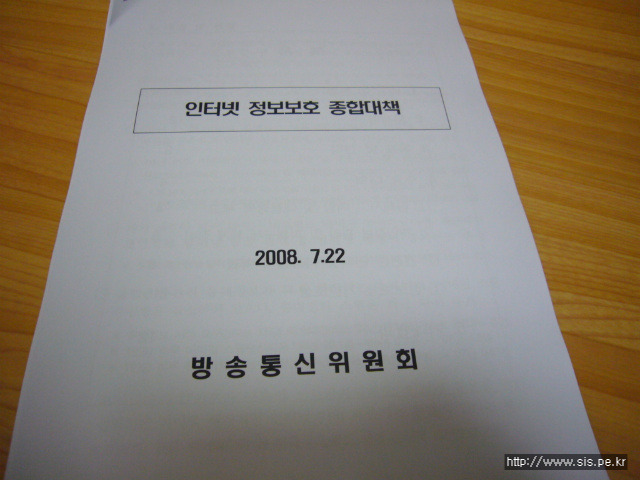 인터넷 정보보호 종합대책
2008. 7.22
방송통신위원회
http://www.sis.pe.kr